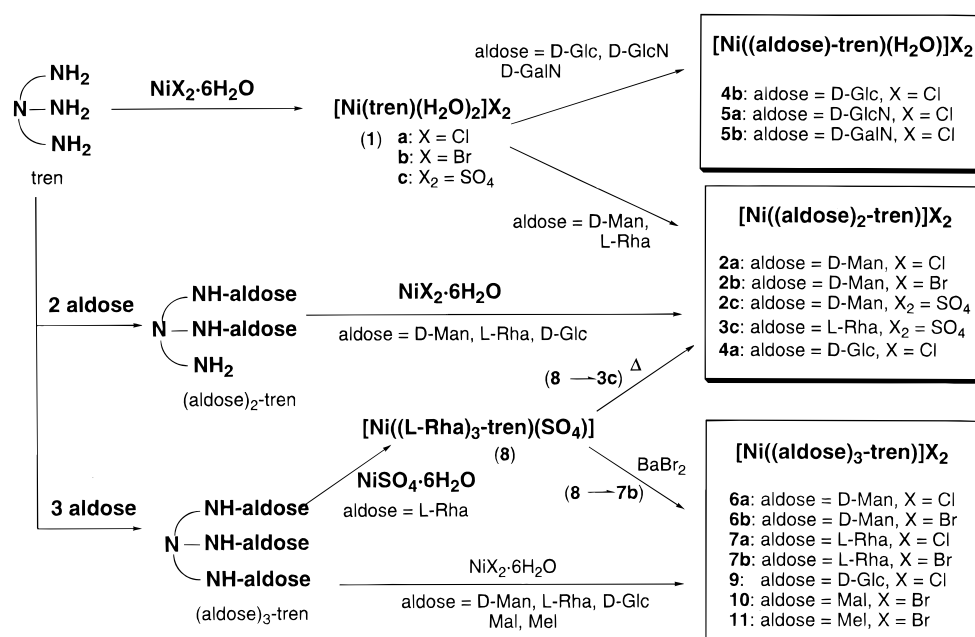 NH2
N — NH2
NH2
tren
NiX2·6H2O
[Ni(tren)(H2O)2]X2
(1) a: X = Cl
b: X = Br
c: X2 = SO4
aldose = D-Glc, D-GlcN
D-GalN
[Ni((aldose)-tren)(H2O)]X2
4b: aldose = D-Glc, X = Cl
5a: aldose = D-GlcN, X = Cl
5b: aldose = D-GalN, X = Cl
aldose = D-Man,
L-Rha
[Ni((aldose)2-tren)]X2
2a: aldose = D-Man, X = Cl
2b: aldose = D-Man, X = Br
2c: aldose = D-Man, X2 = SO4
3c: aldose = L-Rha, X2 = SO4
4a: aldose = D-Glc, X = Cl
2 aldose
NH-aldose
N — NH-aldose
NH2
(aldose)2-tren
NiX2·6H2O
aldose = D-Man, L-Rha, D-Glc
(8 → 3c) Δ
[Ni((L-Rha)3-tren)(SO4)]
(8)
NiSO4·6H2O
aldose = L-Rha
BaBr2
(8 → 7b)
3 aldose
NH-aldose
N — NH-aldose
NH-aldose
(aldose)3-tren
NiX2·6H2O
aldose = D-Man, L-Rha, D-Glc
Mal, Mel
[Ni((aldose)3-tren)]X2
6a: aldose = D-Man, X = Cl
6b: aldose = D-Man, X = Br
7a: aldose = L-Rha, X = Cl
7b: aldose = L-Rha, X = Br
9: aldose = D-Glc, X = Cl
10: aldose = Mal, X = Br
11: aldose = Mel, X = Br